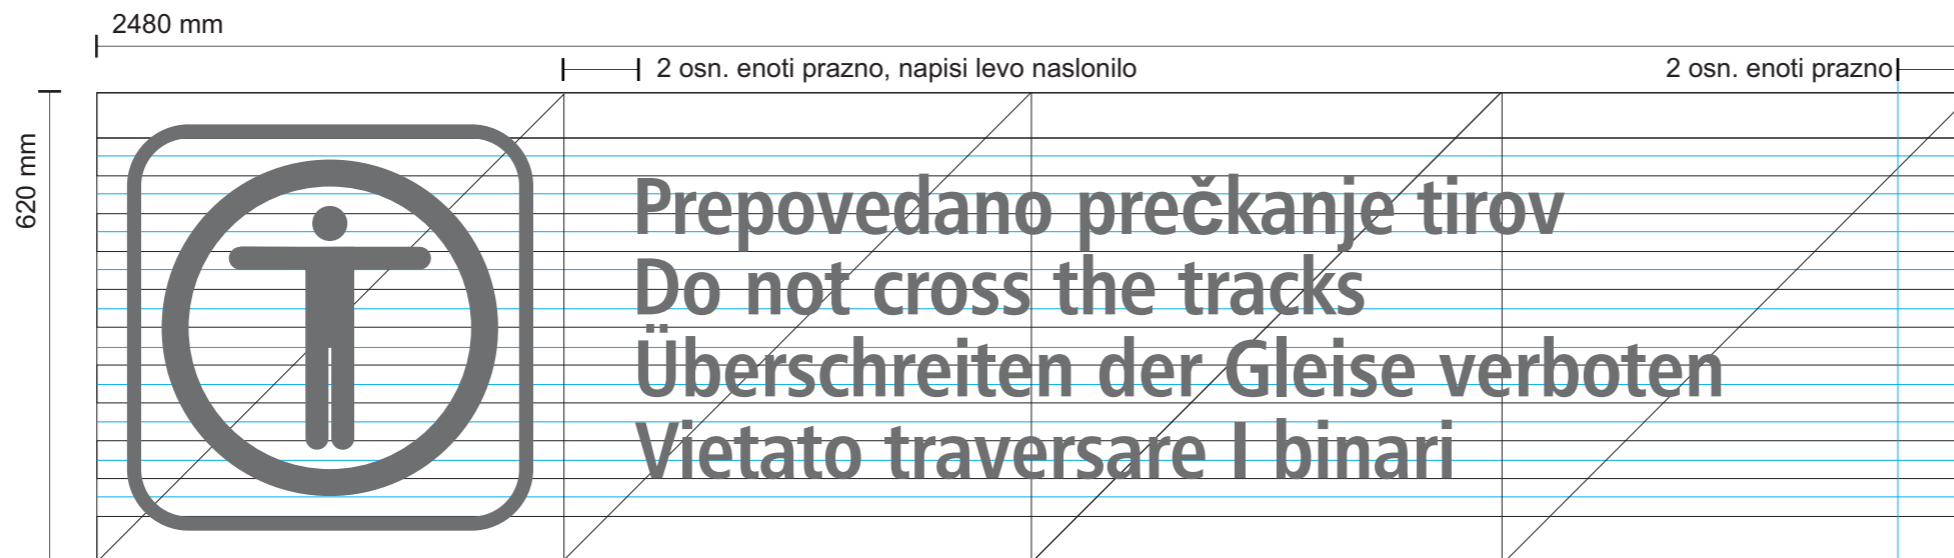 2480 mm
2 osn. enoti prazno, napisi levo naslonilo
2 osn. enoti prazno
620 mm
Prepovedano prečkanje tirov
Do not cross the tracks
Überschreiten der Gleise verboten
Vietato traversare I binari